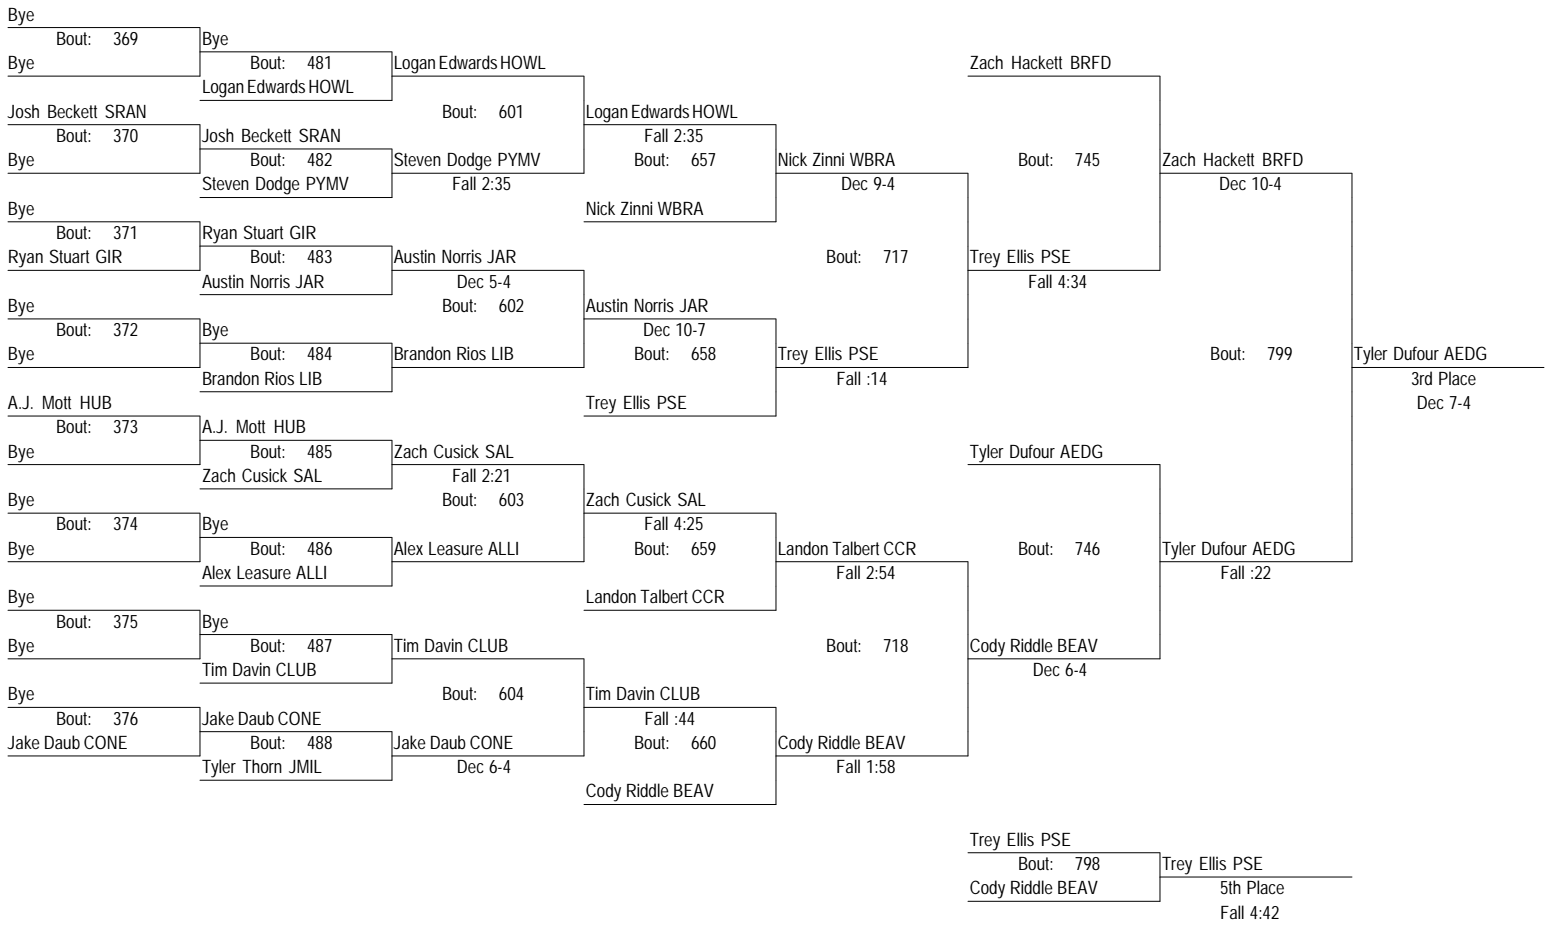 Bye
Bout: 369
Bye
Bye
Bout: 481
Logan Edwards HOWL
Logan Edwards HOWL
Zach Hackett BRFD
Josh Beckett SRAN
Bout: 370
Bye
Josh Beckett SRAN
Bout: 482
Steven Dodge PYMV
Bout: 601
Steven Dodge PYMV
Fall 2:35
Logan Edwards HOWL
Fall 2:35
Bout: 657
Nick Zinni WBRA
Nick Zinni WBRA
Dec 9-4
Bout: 745
Zach Hackett BRFD
Dec 10-4
Bye
Bout: 371
Ryan Stuart GIR
Ryan Stuart GIR
Bout: 483
Austin Norris JAR
Austin Norris JAR
Dec 5-4
Bout: 602
Bout: 717
Trey Ellis PSE
Fall 4:34
Bye
Bout: 372
Bye
Bye
Bout: 484
Brandon Rios LIB
Brandon Rios LIB
Austin Norris JAR
Dec 10-7
Bout: 658
Trey Ellis PSE
Trey Ellis PSE
Fall :14
Bout: 799
Tyler Dufour AEDG
3rd Place
Dec 7-4
A.J. Mott HUB
Bout: 373
Bye
A.J. Mott HUB
Bout: 485
Zach Cusick SAL
Zach Cusick SAL
Fall 2:21
Bout: 603
Tyler Dufour AEDG
Bye
Bout: 374
Bye
Bye
Bout: 486
Alex Leasure ALLI
Alex Leasure ALLI
Zach Cusick SAL
Fall 4:25
Bout: 659
Landon Talbert CCR
Landon Talbert CCR
Fall 2:54
Bout: 746
Tyler Dufour AEDG
Fall :22
Bye
Bout: 375
Bye
Bye
Bout: 487
Tim Davin CLUB
Tim Davin CLUB
Bout: 604
Bout: 718
Cody Riddle BEAV
Dec 6-4
Bye
Bout: 376
Jake Daub CONE
Jake Daub CONE
Bout: 488
Tyler Thorn JMIL
Jake Daub CONE
Dec 6-4
Tim Davin CLUB
Fall :44
Bout: 660
Cody Riddle BEAV
Cody Riddle BEAV
Fall 1:58
Trey Ellis PSE
Bout: 798
Cody Riddle BEAV
Trey Ellis PSE
5th Place
Fall 4:42